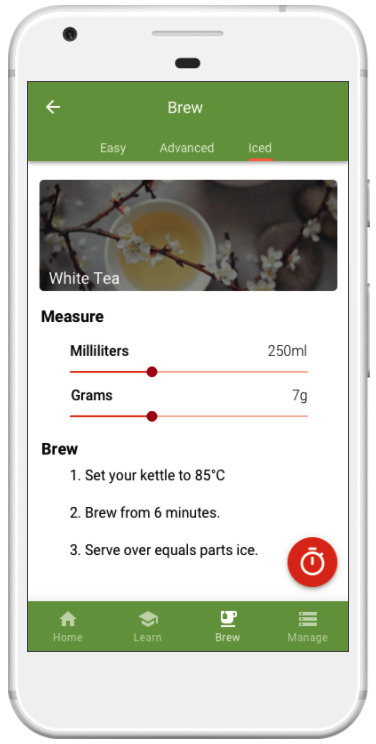 Brew
Easy Advanced Iced
White Tea
Measure
Milliliters 250ml
Grams 7g
Brew
1. Set your kettle to 85°C
2. Brew from 6 minutes.
3. Serve over equals parts ice.
Home Learn Brew Manage